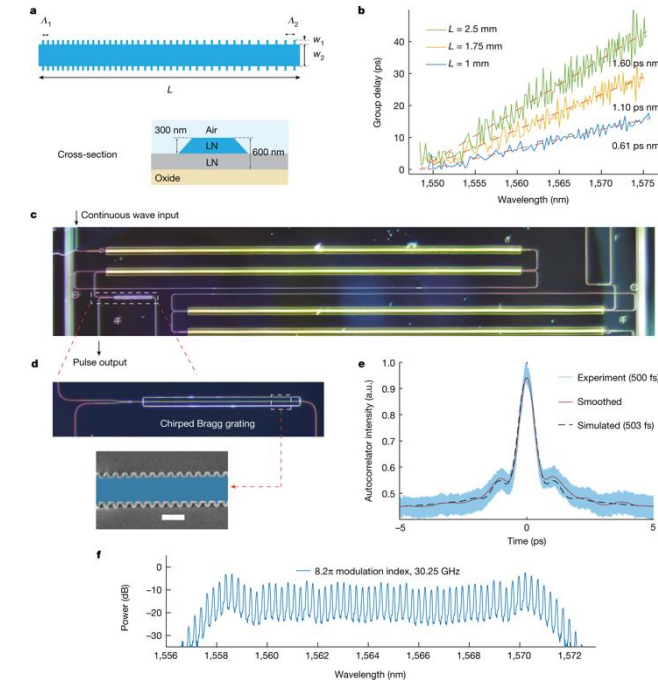 a
Λ1
Λ2
w1
w2
L
Cross-section
300 nm
Air
LN
LN
600 nm
Oxide
b
Group delay (ps)
40
30
20
10
0
L = 2.5 mm
L = 1.75 mm
L = 1 mm
1.60 ps nm
1.10 ps nm
0.61 ps nm
1,550
1,555
1,560
1,565
1,570
1,575
Wavelength (nm)
c
Continuous wave input
Pulse output
d
Chirped Bragg grating
e
Autocorrelator intensity (a.u.)
1.0
0.9
0.8
0.7
0.6
0.5
Experiment (500 fs)
Smoothed
Simulated (503 fs)
–5
0
5
Time (ps)
f
Power (dB)
0
–10
–20
–30
8.2π modulation index, 30.25 GHz
1,556
1,558
1,560
1,562
1,564
1,566
1,568
1,570
1,572
Wavelength (nm)